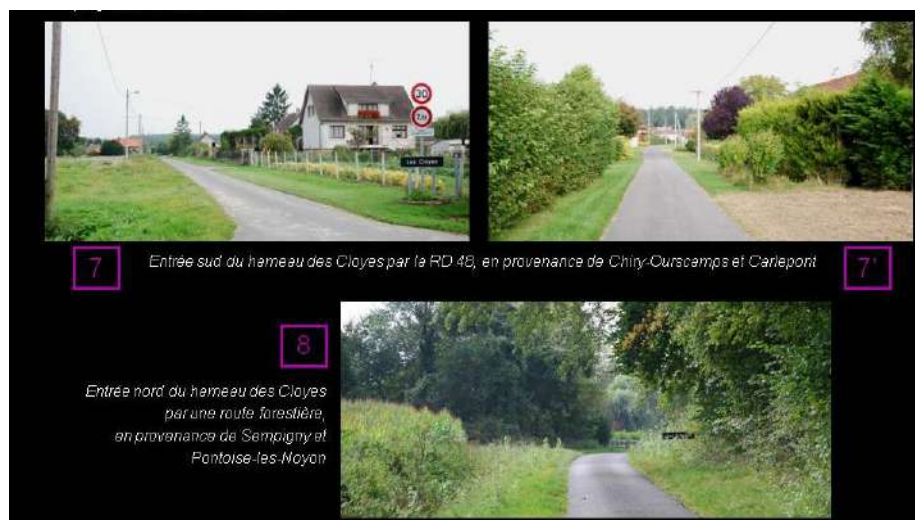 30
Les Cloyes
7
Entrée sud du hameau des Cloyes par la RD 48, en provenance de Chiry-Ourscamps et Carlepont
7'
8
Entrée nord du hameau des Cloyes
par une route forestière,
en provenance de Sempigny et
Pontoise-les-Noyon